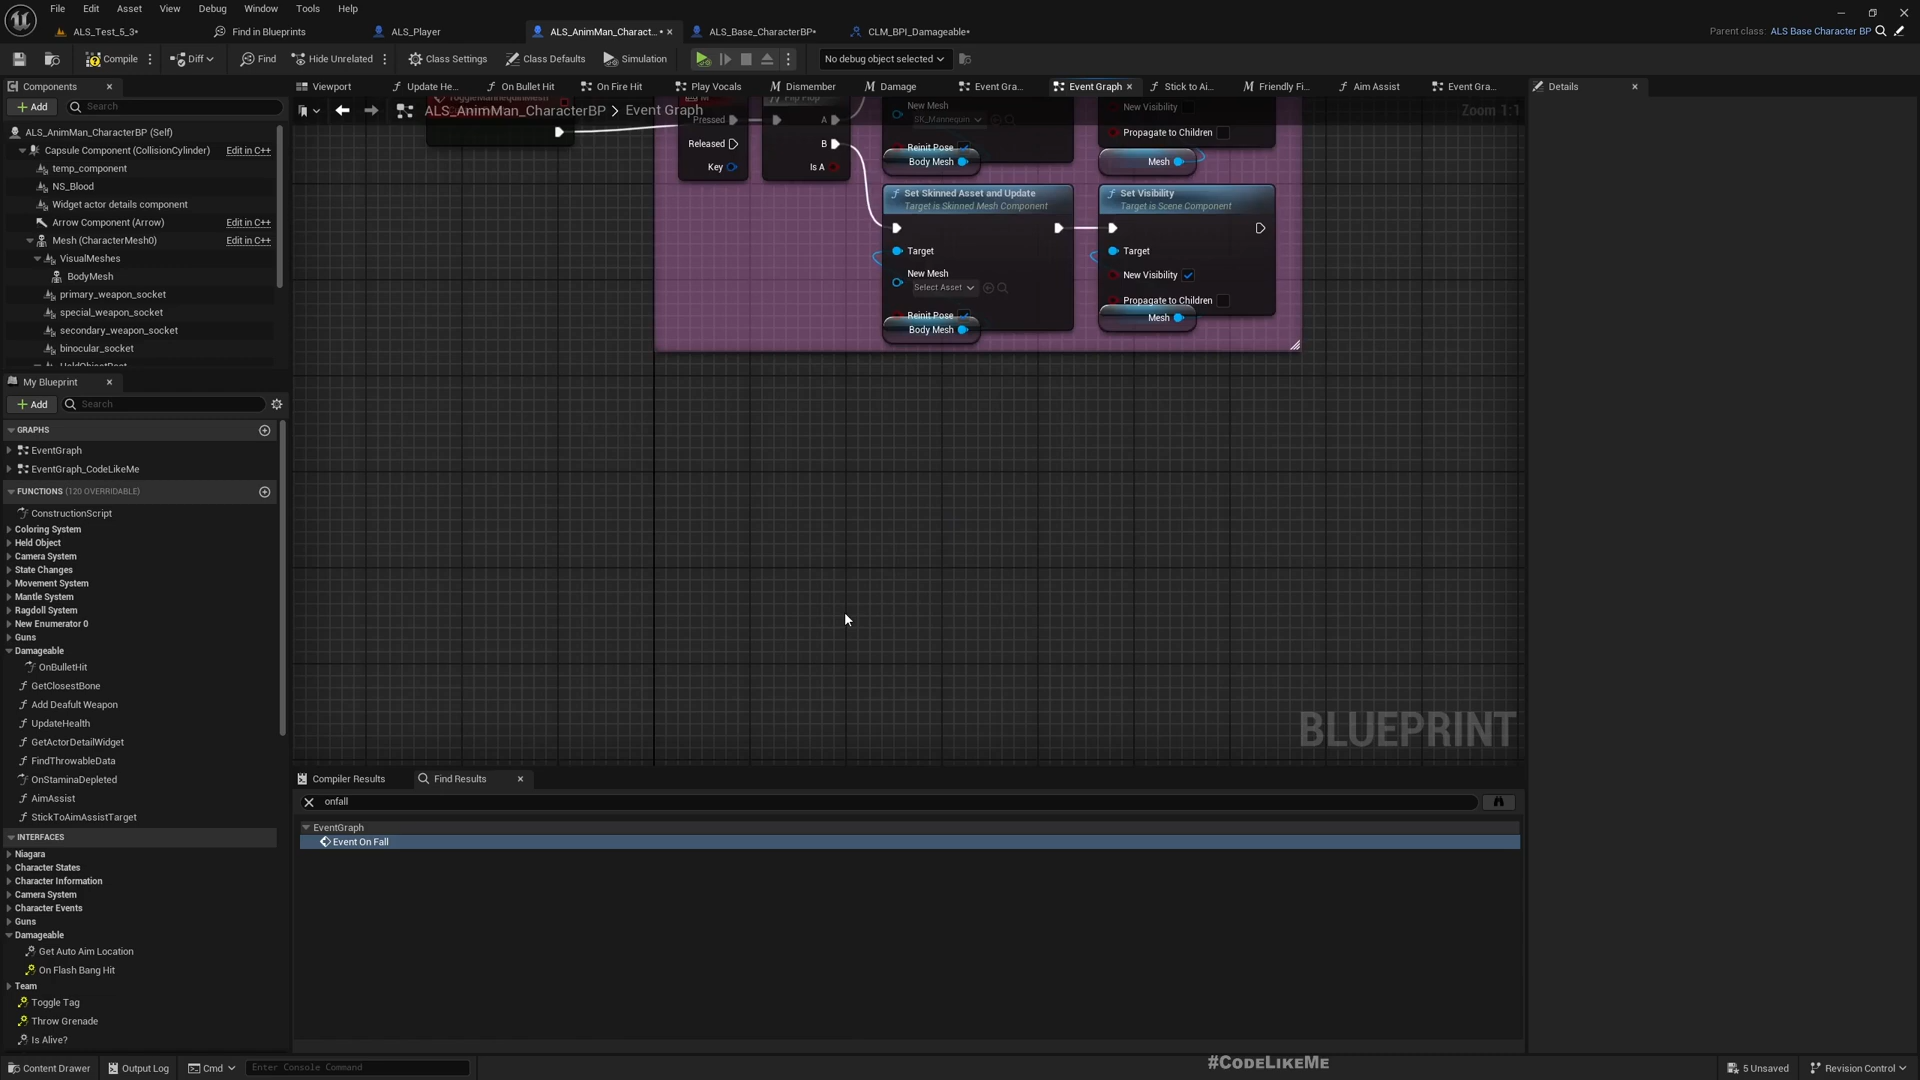 File Edit Asset View Debug Window Tools Help
ALS_Test_5_3* Find in Blueprints ALS_Player ALS_AnimMan_Charact...* ALS_Base_CharacterBP* CLM_BPI_Damageable* Parent class: ALS Base Character BP
Compile Diff Find Hide Unrelated Class Settings Class Defaults Simulation No debug object selected
Components
Add Search
ALS_AnimMan_CharacterBP (Self)
Capsule Component (CollisionCylinder) Edit in C++
temp_component
NS_Blood
Widget actor details component
Arrow Component (Arrow) Edit in C++
Mesh (CharacterMesh0) Edit in C++
VisualMeshes
BodyMesh
primary_weapon_socket
special_weapon_socket
secondary_weapon_socket
binocular_socket
HeldObjectRoot
My Blueprint
Add Search
GRAPHS
EventGraph
EventGraph_CodeLikeMe
FUNCTIONS (120 OVERRIDABLE)
ConstructionScript
Coloring System
Held Object
Camera System
State Changes
Movement System
Mantle System
Ragdoll System
New Enumerator 0
Guns
Damageable
OnBulletHit
GetClosestBone
Add Deafult Weapon
UpdateHealth
GetActorDetailWidget
FindThrowableData
OnStaminaDepleted
AimAssist
StickToAimAssistTarget
INTERFACES
Niagara
Character States
Character Information
Camera System
Character Events
Guns
Damageable
Get Auto Aim Location
On Flash Bang Hit
Team
Toggle Tag
Throw Grenade
Is Alive?
Viewport Update He... On Bullet Hit On Fire Hit Play Vocals Dismember Damage Event Gra... Event Graph Stick to Ai... Friendly Fi... Aim Assist Event Gra...
ALS_AnimMan_CharacterBP > Event Graph Zoom 1:1
Pressed
Released
Key
A
B
Is A
New Mesh
SK_Mannequin
Reinit Pose
Body Mesh
New Visibility
Propagate to Children
Mesh
Set Skinned Asset and Update
Target is Skinned Mesh Component
Target
New Mesh
Select Asset
Reinit Pose
Body Mesh
Set Visibility
Target is Scene Component
Target
New Visibility
Propagate to Children
Mesh
BLUEPRINT
Compiler Results Find Results
onfall
EventGraph
Event On Fall
Details
Content Drawer Output Log Cmd Enter Console Command #CodeLikeMe 5 Unsaved Revision Control